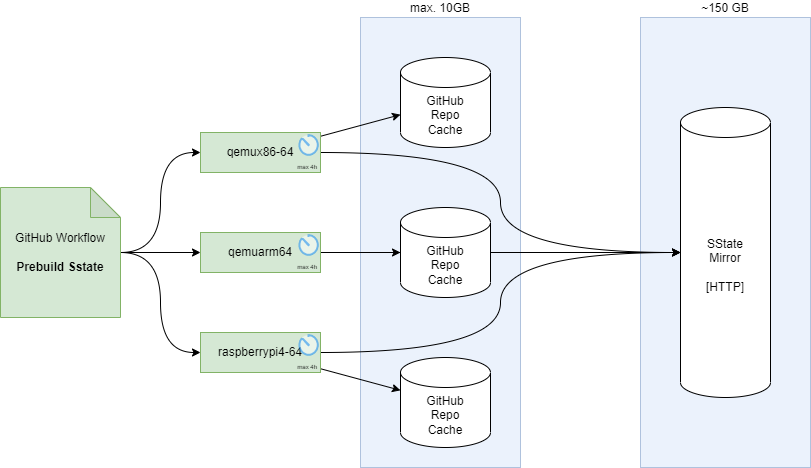 max. 10GB
~150 GB
GitHub
Repo
Cache
qemux86-64
max 4h
GitHub Workflow
Prebuild Sstate
qemuarm64
max 4h
GitHub
Repo
Cache
SState
Mirror
[HTTP]
raspberrypi4-64
max 4h
GitHub
Repo
Cache